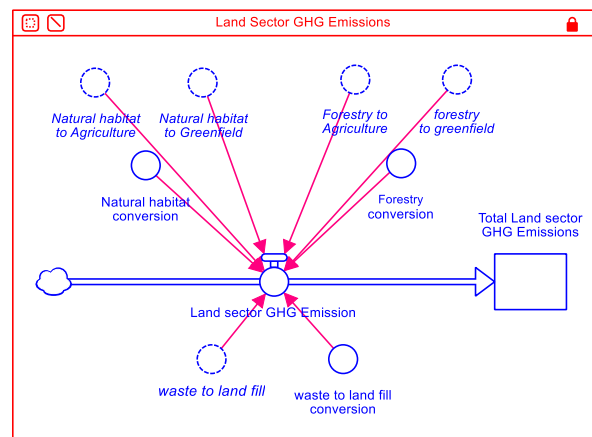 Land Sector GHG Emissions
Natural habitat
to Agriculture
Natural habitat
to Greenfield
Forestry to
Agriculture
forestry
to greenfield
Natural habitat
conversion
Forestry
conversion
Total Land sector
GHG Emissions
Land sector GHG Emission
waste to land fill
waste to land fill
conversion